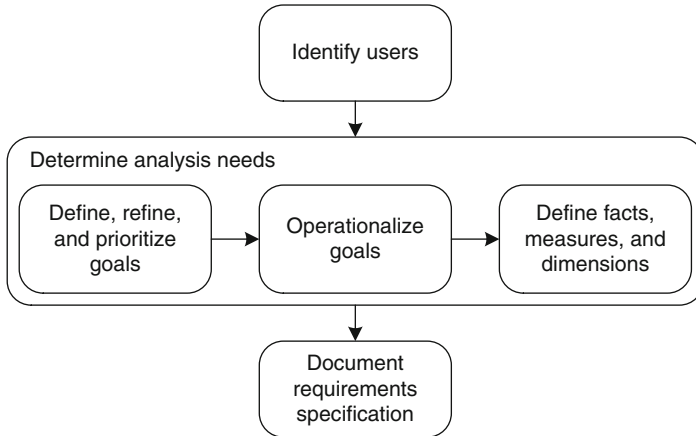 Identify users
Determine analysis needs
Define, refine,
and prioritize
goals
Operationalize
goals
Define facts,
measures, and
dimensions
Document
requirements
specification